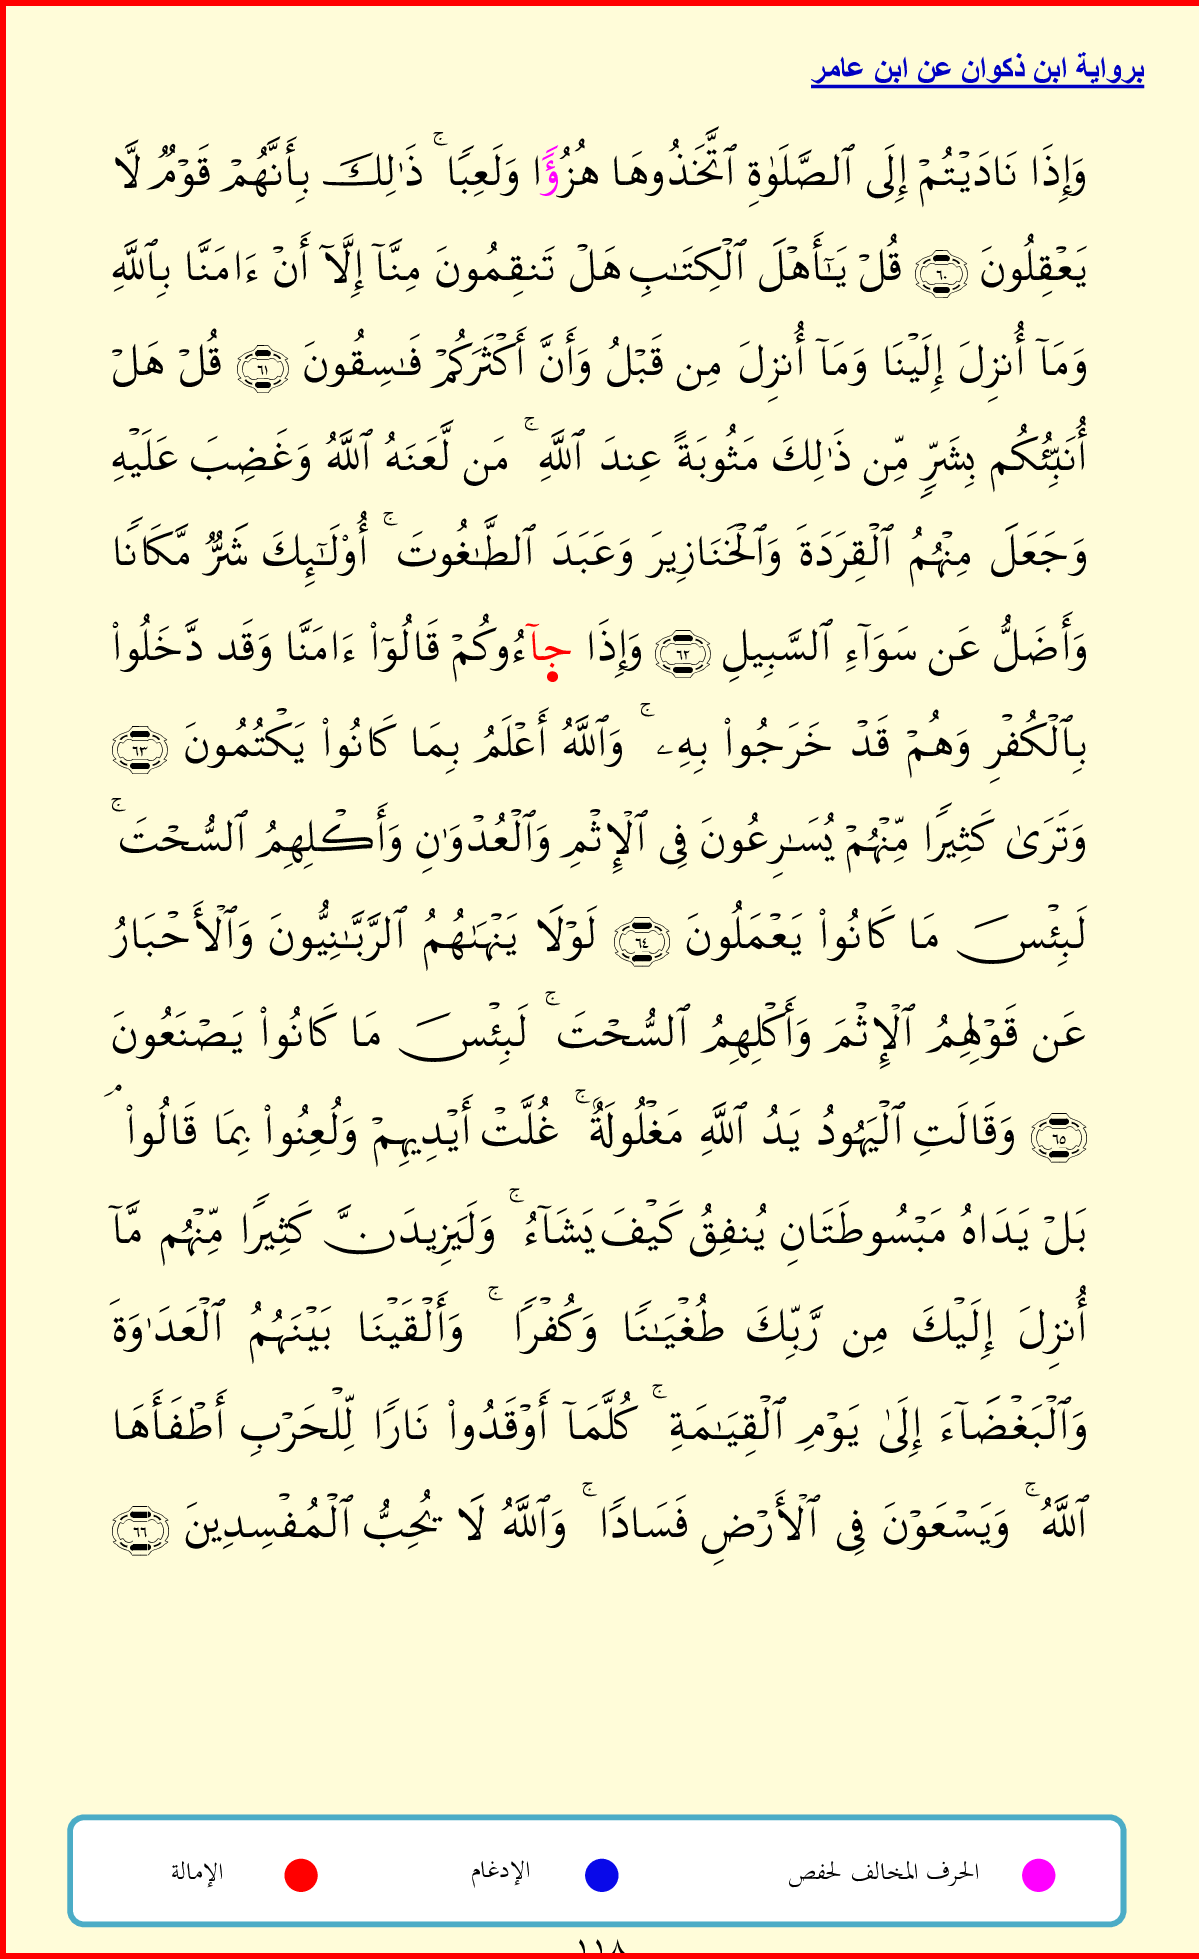 برواية ابن ذكوان عن ابن عامر
وَإِذَا نَادَيْتُمْ إِلَى ٱلصَّلَوٰةِ ٱتَّخَذُوهَا هُزُؤًا وَلَعِبًا ۚ ذَٰلِكَ بِأَنَّهُمْ قَوْمٌ لَّا
يَعْقِلُونَ ٦٠ قُلْ يَـٰٓأَهْلَ ٱلْكِتَـٰبِ هَلْ تَنقِمُونَ مِنَّآ إِلَّآ أَنْ ءَامَنَّا بِٱللَّهِ
وَمَآ أُنزِلَ إِلَيْنَا وَمَآ أُنزِلَ مِن قَبْلُ وَأَنَّ أَكْثَرَكُمْ فَـٰسِقُونَ ٦١ قُلْ هَلْ
أُنَبِّئُكُم بِشَرٍّ مِّن ذَٰلِكَ مَثُوبَةً عِندَ ٱللَّهِ ۚ مَن لَّعَنَهُ ٱللَّهُ وَغَضِبَ عَلَيْهِ
وَجَعَلَ مِنْهُمُ ٱلْقِرَدَةَ وَٱلْخَنَازِيرَ وَعَبَدَ ٱلطَّـٰغُوتَ ۚ أُو۟لَـٰٓئِكَ شَرٌّ مَّكَانًا
وَأَضَلُّ عَن سَوَآءِ ٱلسَّبِيلِ ٦٢ وَإِذَا جآءُوكُمْ قَالُوٓا۟ ءَامَنَّا وَقَد دَّخَلُوا۟
بِٱلْكُفْرِ وَهُمْ قَدْ خَرَجُوا۟ بِهِۦ ۚ وَٱللَّهُ أَعْلَمُ بِمَا كَانُوا۟ يَكْتُمُونَ ٦٣
وَتَرَىٰ كَثِيرًا مِّنْهُمْ يُسَـٰرِعُونَ فِى ٱلْإِثْمِ وَٱلْعُدْوَٰنِ وَأَكْلِهِمُ ٱلسُّحْتَ ۚ
لَبِئْسَ مَا كَانُوا۟ يَعْمَلُونَ ٦٤ لَوْلَا يَنْهَىٰهُمُ ٱلرَّبَّـٰنِيُّونَ وَٱلْأَحْبَارُ
عَن قَوْلِهِمُ ٱلْإِثْمَ وَأَكْلِهِمُ ٱلسُّحْتَ ۚ لَبِئْسَ مَا كَانُوا۟ يَصْنَعُونَ
٦٥ وَقَالَتِ ٱلْيَهُودُ يَدُ ٱللَّهِ مَغْلُولَةٌ ۚ غُلَّتْ أَيْدِيهِمْ وَلُعِنُوا۟ بِمَا قَالُوا۟ ۘ
بَلْ يَدَاهُ مَبْسُوطَتَانِ يُنفِقُ كَيْفَ يَشَآءُ ۚ وَلَيَزِيدَنَّ كَثِيرًا مِّنْهُم مَّآ
أُنزِلَ إِلَيْكَ مِن رَّبِّكَ طُغْيَـٰنًا وَكُفْرًا ۚ وَأَلْقَيْنَا بَيْنَهُمُ ٱلْعَدَٰوَةَ
وَٱلْبَغْضَآءَ إِلَىٰ يَوْمِ ٱلْقِيَـٰمَةِ ۚ كُلَّمَآ أَوْقَدُوا۟ نَارًا لِّلْحَرْبِ أَطْفَأَهَا
ٱللَّهُ ۚ وَيَسْعَوْنَ فِى ٱلْأَرْضِ فَسَادًا ۚ وَٱللَّهُ لَا يُحِبُّ ٱلْمُفْسِدِينَ ٦٦
الحرف المخالف لحفص الإدغام الإمالة
١١٨